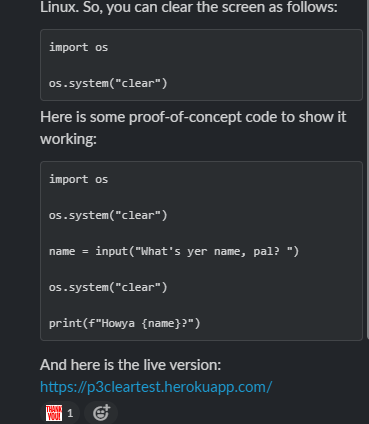 Linux. So, you can clear the screen as follows:
import os
os.system("clear")
Here is some proof-of-concept code to show it
working:
import os
os.system("clear")
name = input("What's yer name, pal? ")
os.system("clear")
print(f"Howya {name}?")
And here is the live version:
https://p3cleartest.herokuapp.com/
THANK YOU! 1